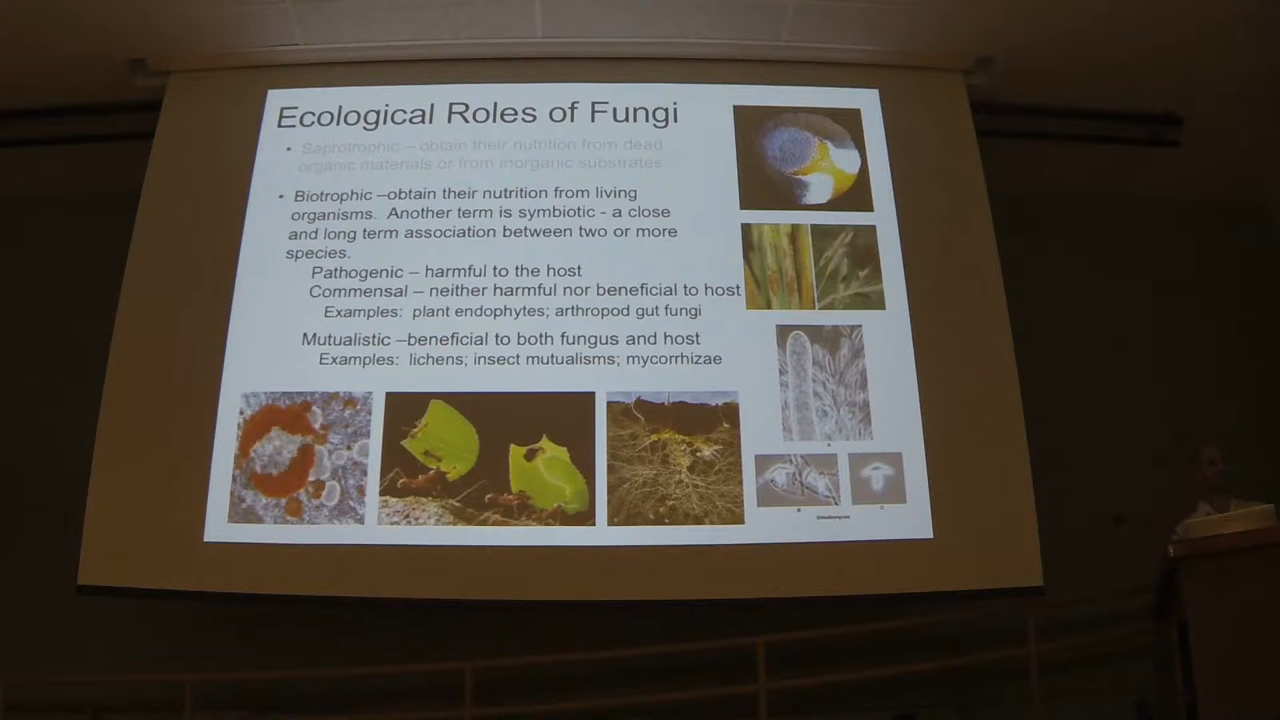 Ecological Roles of Fungi
• Saprotrophic – obtain their nutrition from dead
organic materials or from inorganic substrates
• Biotrophic –obtain their nutrition from living
organisms. Another term is symbiotic - a close
and long term association between two or more
species.
Pathogenic – harmful to the host
Commensal – neither harmful nor beneficial to host
Examples: plant endophytes; arthropod gut fungi
Mutualistic –beneficial to both fungus and host
Examples: lichens; insect mutualisms; mycorrhizae
A
B C